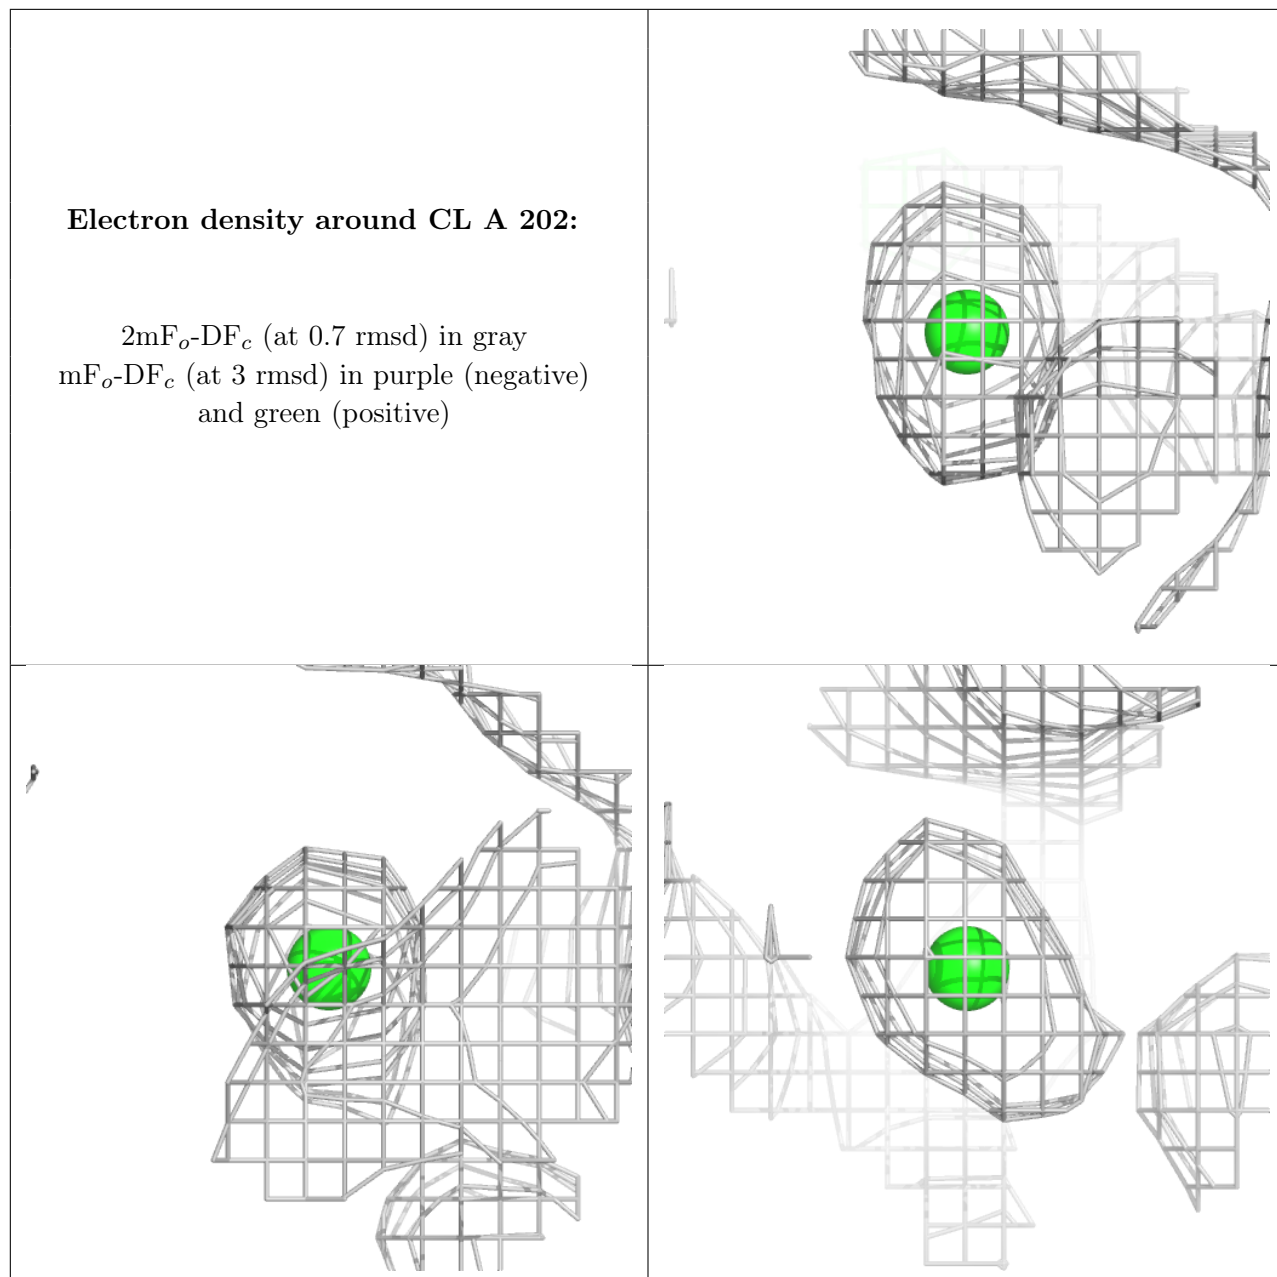 Electron density around CL A 202:
2mFo-DFc (at 0.7 rmsd) in gray
mFo-DFc (at 3 rmsd) in purple (negative)
and green (positive)